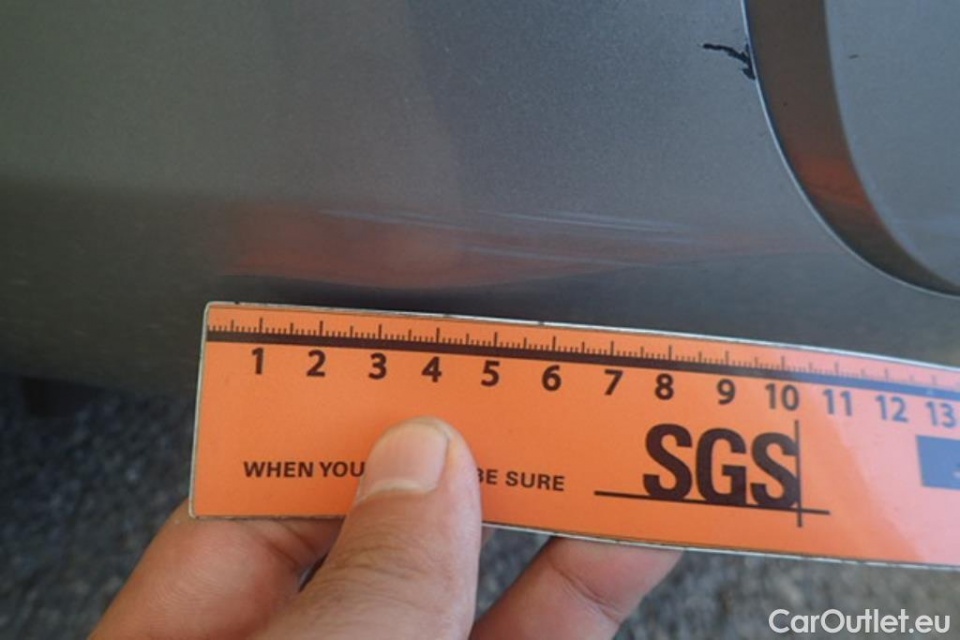 1 2 3 4 5 6 7 8 9 10 11 12 13
SGS
WHEN YOU BE SURE
CarOutlet.eu